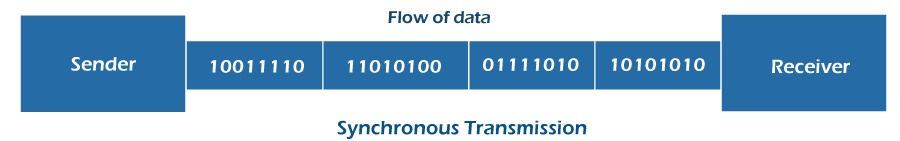 Flow of data
Sender 10011110 11010100 01111010 10101010 Receiver
Synchronous Transmission